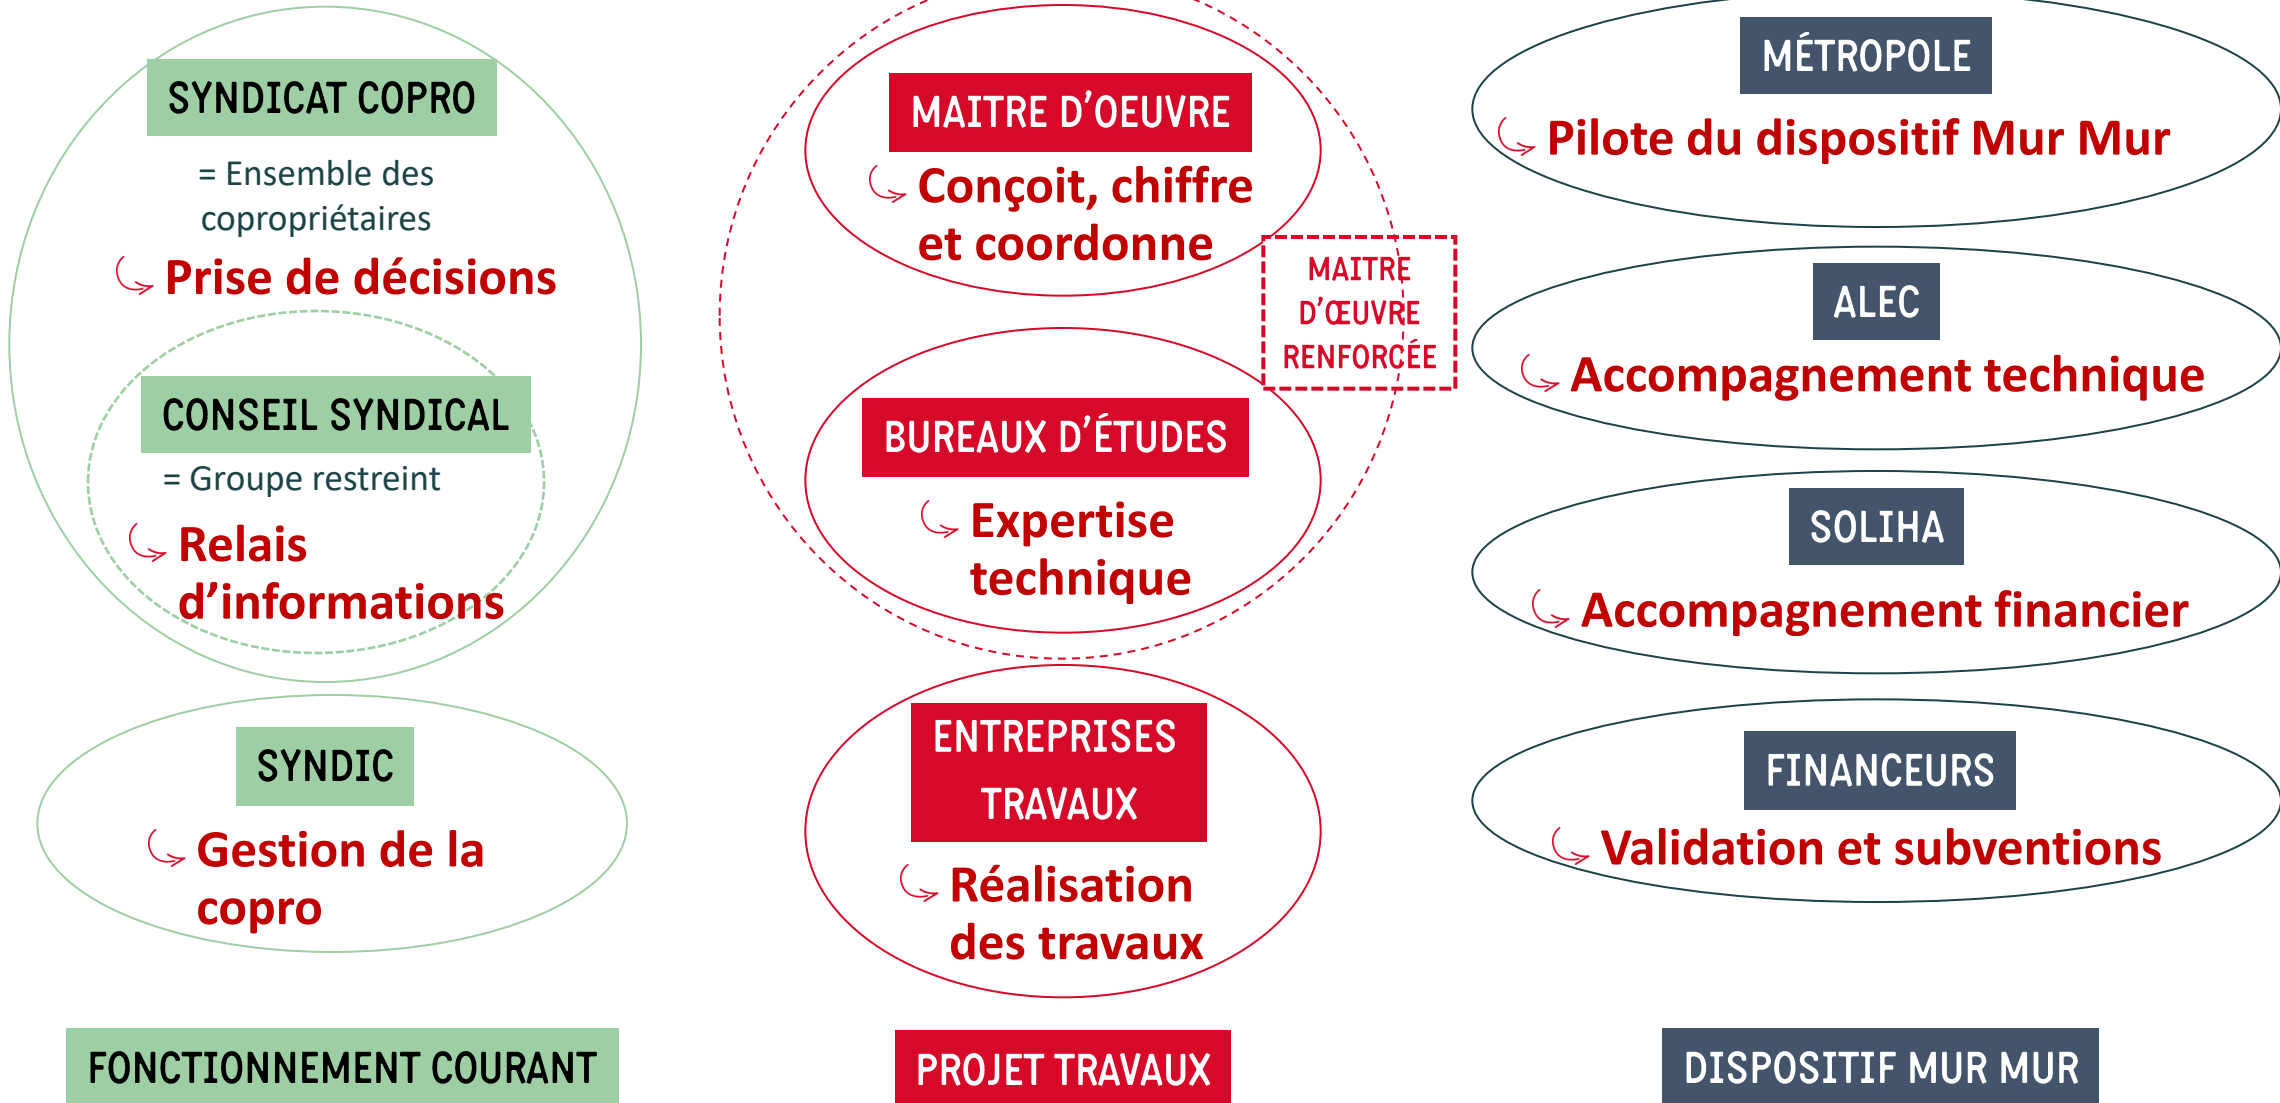 SYNDICAT COPRO
= Ensemble des
copropriétaires
Prise de décisions
CONSEIL SYNDICAL
= Groupe restreint
Relais
d’informations
SYNDIC
Gestion de la
copro
FONCTIONNEMENT COURANT
MAITRE D’OEUVRE
Conçoit, chiffre
et coordonne
MAITRE
D’ŒUVRE
RENFORCÉE
BUREAUX D’ÉTUDES
Expertise
technique
ENTREPRISES
TRAVAUX
Réalisation
des travaux
PROJET TRAVAUX
MÉTROPOLE
Pilote du dispositif Mur Mur
ALEC
Accompagnement technique
SOLIHA
Accompagnement financier
FINANCEURS
Validation et subventions
DISPOSITIF MUR MUR